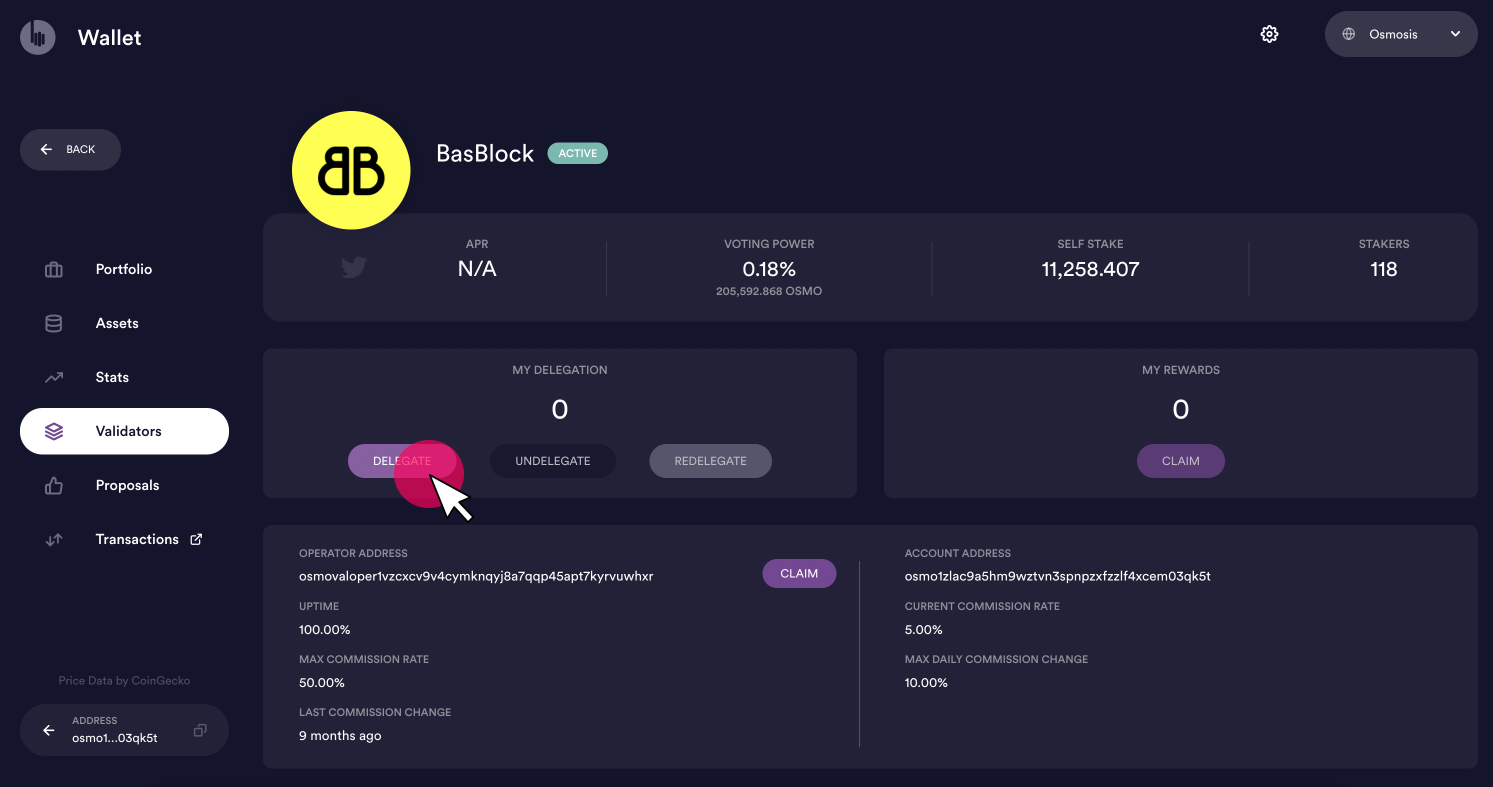 Wallet
Osmosis
BACK
BB
BasBlock
ACTIVE
APR
N/A
VOTING POWER
0.18%
205,592.868 OSMO
SELF STAKE
11,258.407
STAKERS
118
Portfolio
Assets
Stats
Validators
Proposals
Transactions
MY DELEGATION
0
DELEGATE
UNDELEGATE
REDELEGATE
MY REWARDS
0
CLAIM
OPERATOR ADDRESS
osmovaloper1vzcxcv9v4cymknqyj8a7qqp45apt7kyrvuwhxr
CLAIM
UPTIME
100.00%
MAX COMMISSION RATE
50.00%
LAST COMMISSION CHANGE
9 months ago
ACCOUNT ADDRESS
osmo1zlac9a5hm9wztvn3spnpzxfzzlf4xcem03qk5t
CURRENT COMMISSION RATE
5.00%
MAX DAILY COMMISSION CHANGE
10.00%
Price Data by CoinGecko
ADDRESS
osmo1...03qk5t